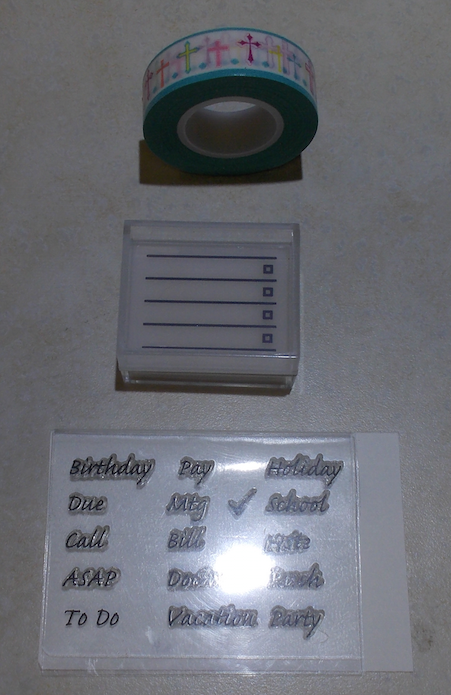 Birthday Pay Holiday
Due Mtg School
Call Bill
ASAP
To Do Vacation Party